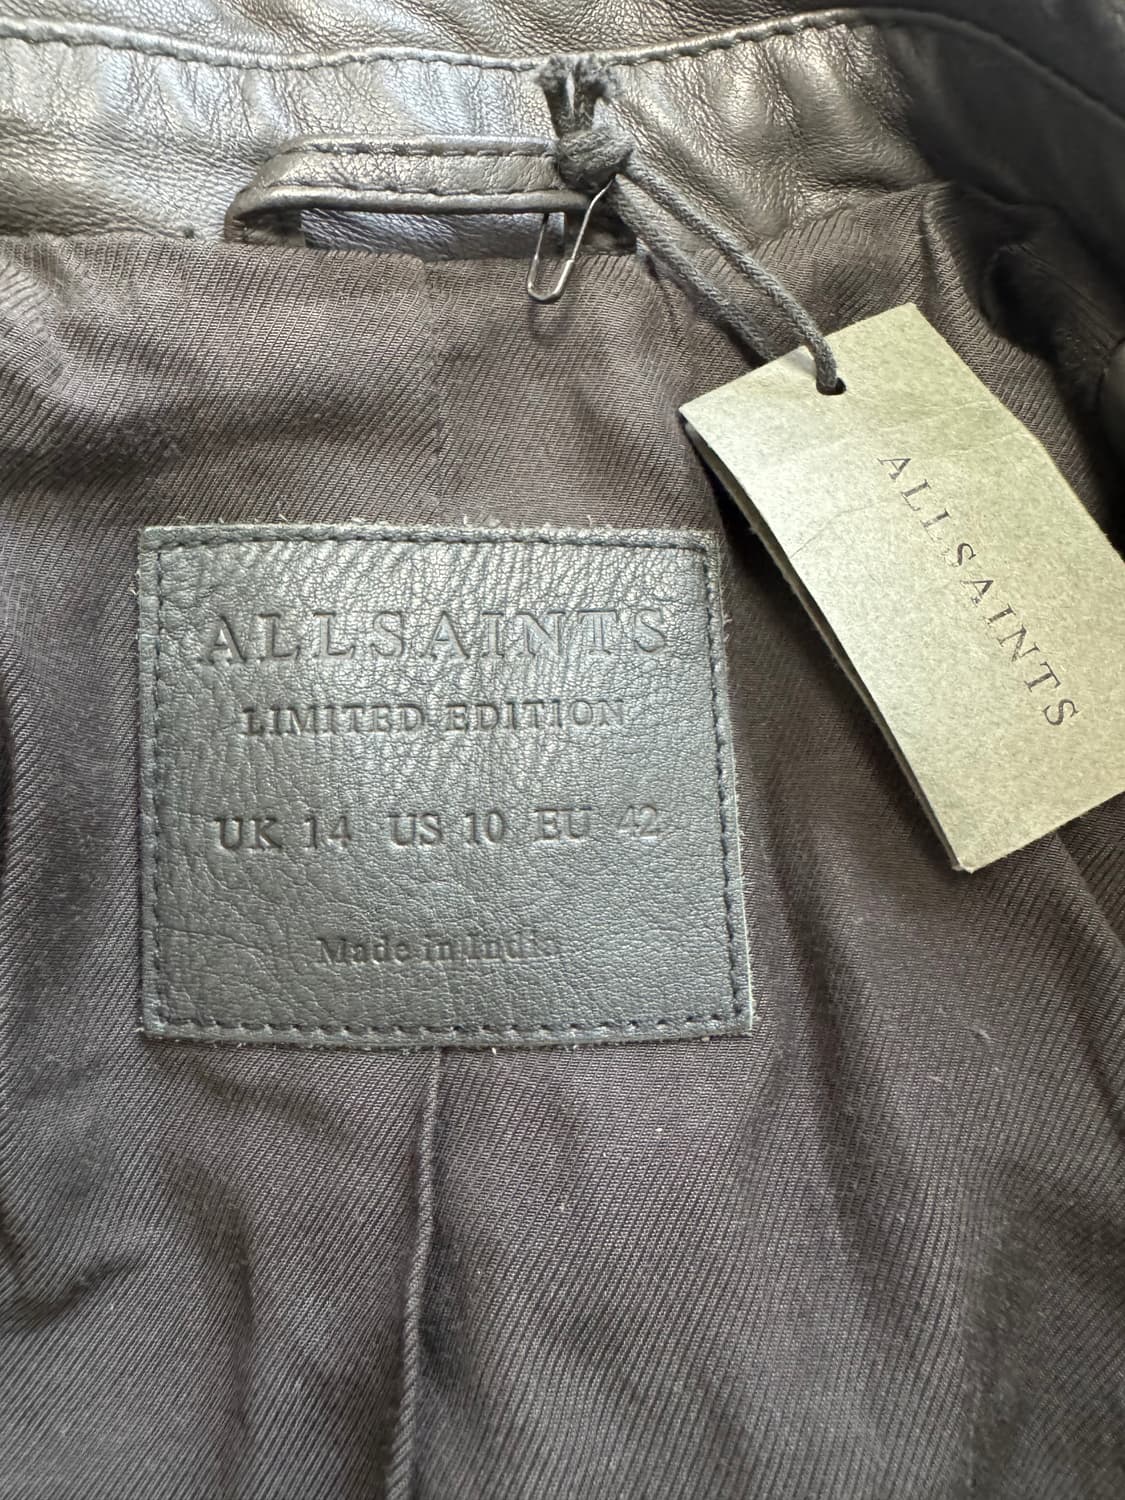 ALLSAINTS
LIMITED EDITION
UK 14 US 10 EU 42
Made in India
ALLSAINTS